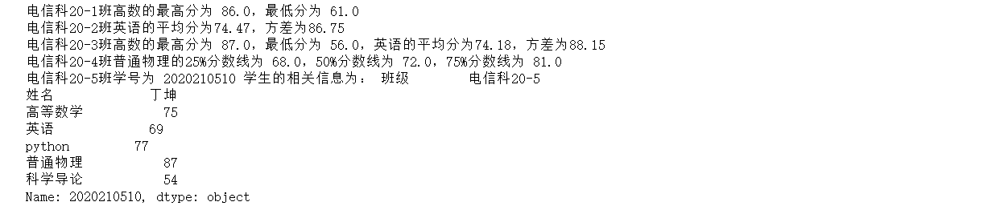 电信科20-1班高数的最高分为 86.0，最低分为 61.0
电信科20-2班英语的平均分为74.47，方差为86.75
电信科20-3班高数的最高分为 87.0，最低分为 56.0，英语的平均分为74.18，方差为88.15
电信科20-4班普通物理的25%分数线为 68.0，50%分数线为 72.0，75%分数线为 81.0
电信科20-5班学号为 2020210510 学生的相关信息为： 班级 电信科20-5
姓名 丁坤
高等数学 75
英语 69
python 77
普通物理 87
科学导论 54
Name: 2020210510, dtype: object